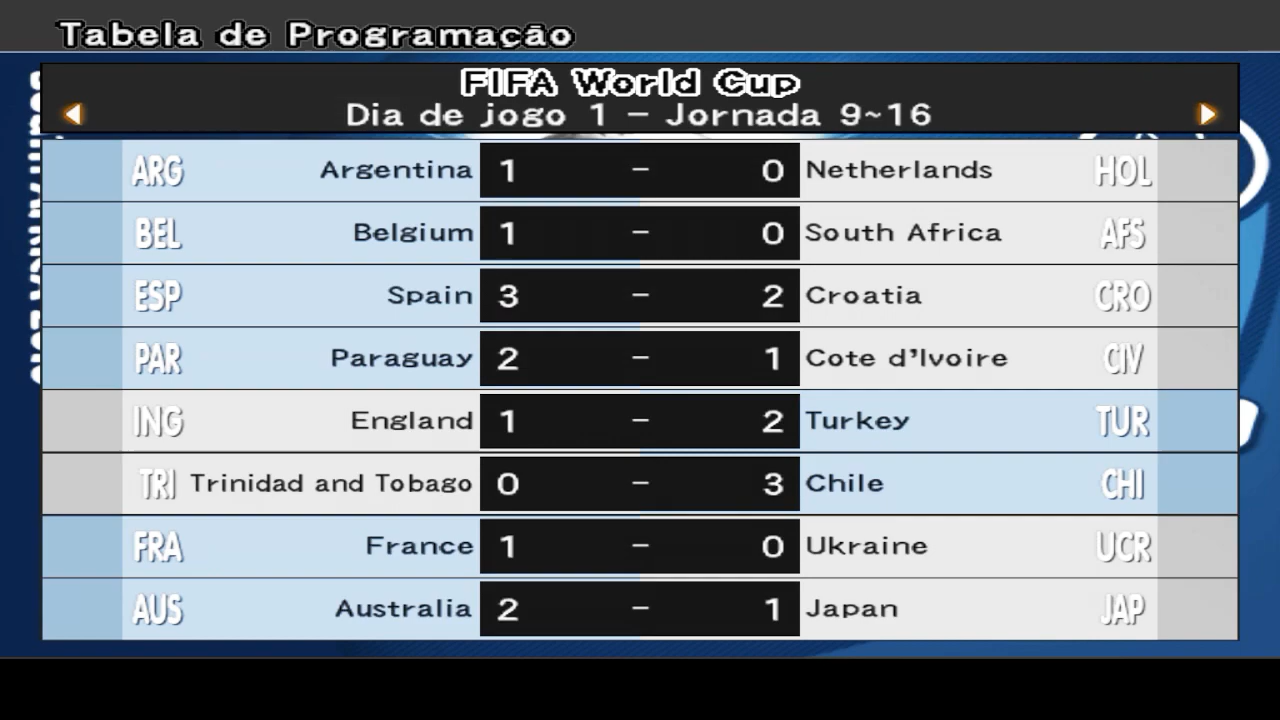 Tabela de Programação
FIFA World Cup
Dia de jogo 1 - Jornada 9~16
ARG Argentina 1 - 0 Netherlands HOL
BEL Belgium 1 - 0 South Africa AFS
ESP Spain 3 - 2 Croatia CRO
PAR Paraguay 2 - 1 Cote d'Ivoire CIV
ING England 1 - 2 Turkey TUR
TRI Trinidad and Tobago 0 - 3 Chile CHI
FRA France 1 - 0 Ukraine UCR
AUS Australia 2 - 1 Japan JAP